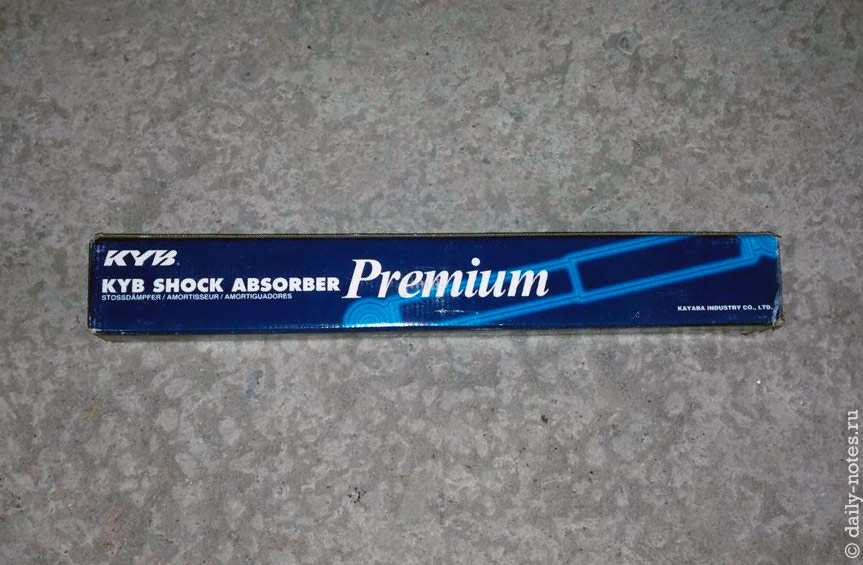 KYB
KYB SHOCK ABSORBER Premium
STOSSDÄMPFER / AMORTISSEUR / AMORTIGUADORES
KAYABA INDUSTRY CO., LTD.
© daily-notes.ru